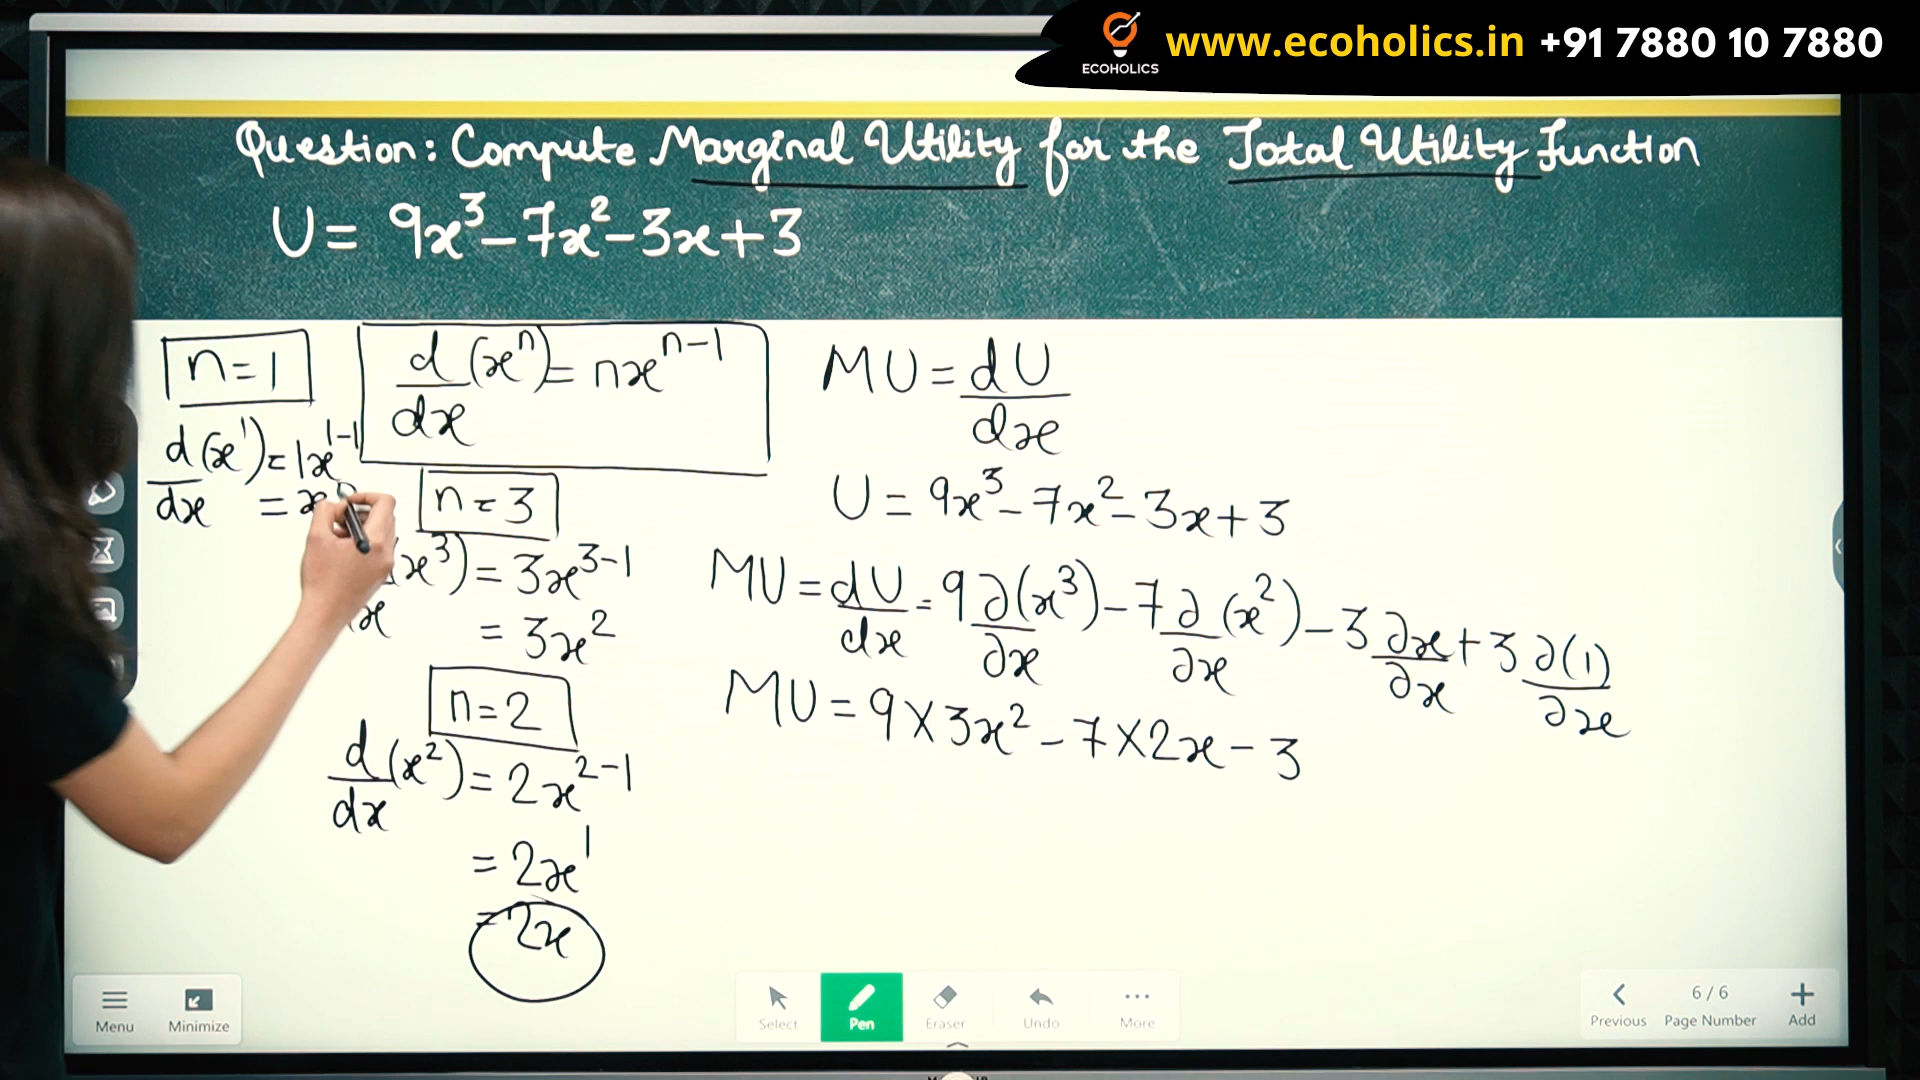 www.ecoholics.in +91 7880 10 7880
ECOHOLICS
Question: Compute Marginal Utility for the Total Utility Function
U = 9x³ - 7x² - 3x + 3
n = 1
d/dx (xⁿ) = nxⁿ⁻¹
d/dx (x¹) = 1x¹⁻¹
= x
n = 3
(x³) = 3x³⁻¹
x
= 3x²
n = 2
d/dx (x²) = 2x²⁻¹
= 2x¹
= 2x
MU = dU/dx
U = 9x³ - 7x² - 3x + 3
MU = dU/dx = 9 ∂/∂x (x³) - 7 ∂/∂x (x²) - 3 ∂x/∂x + 3 ∂(1)/∂x
MU = 9 × 3x² - 7 × 2x - 3
Menu
Minimize
Select
Pen
Eraser
Undo
More
Previous
6 / 6
Page Number
Add